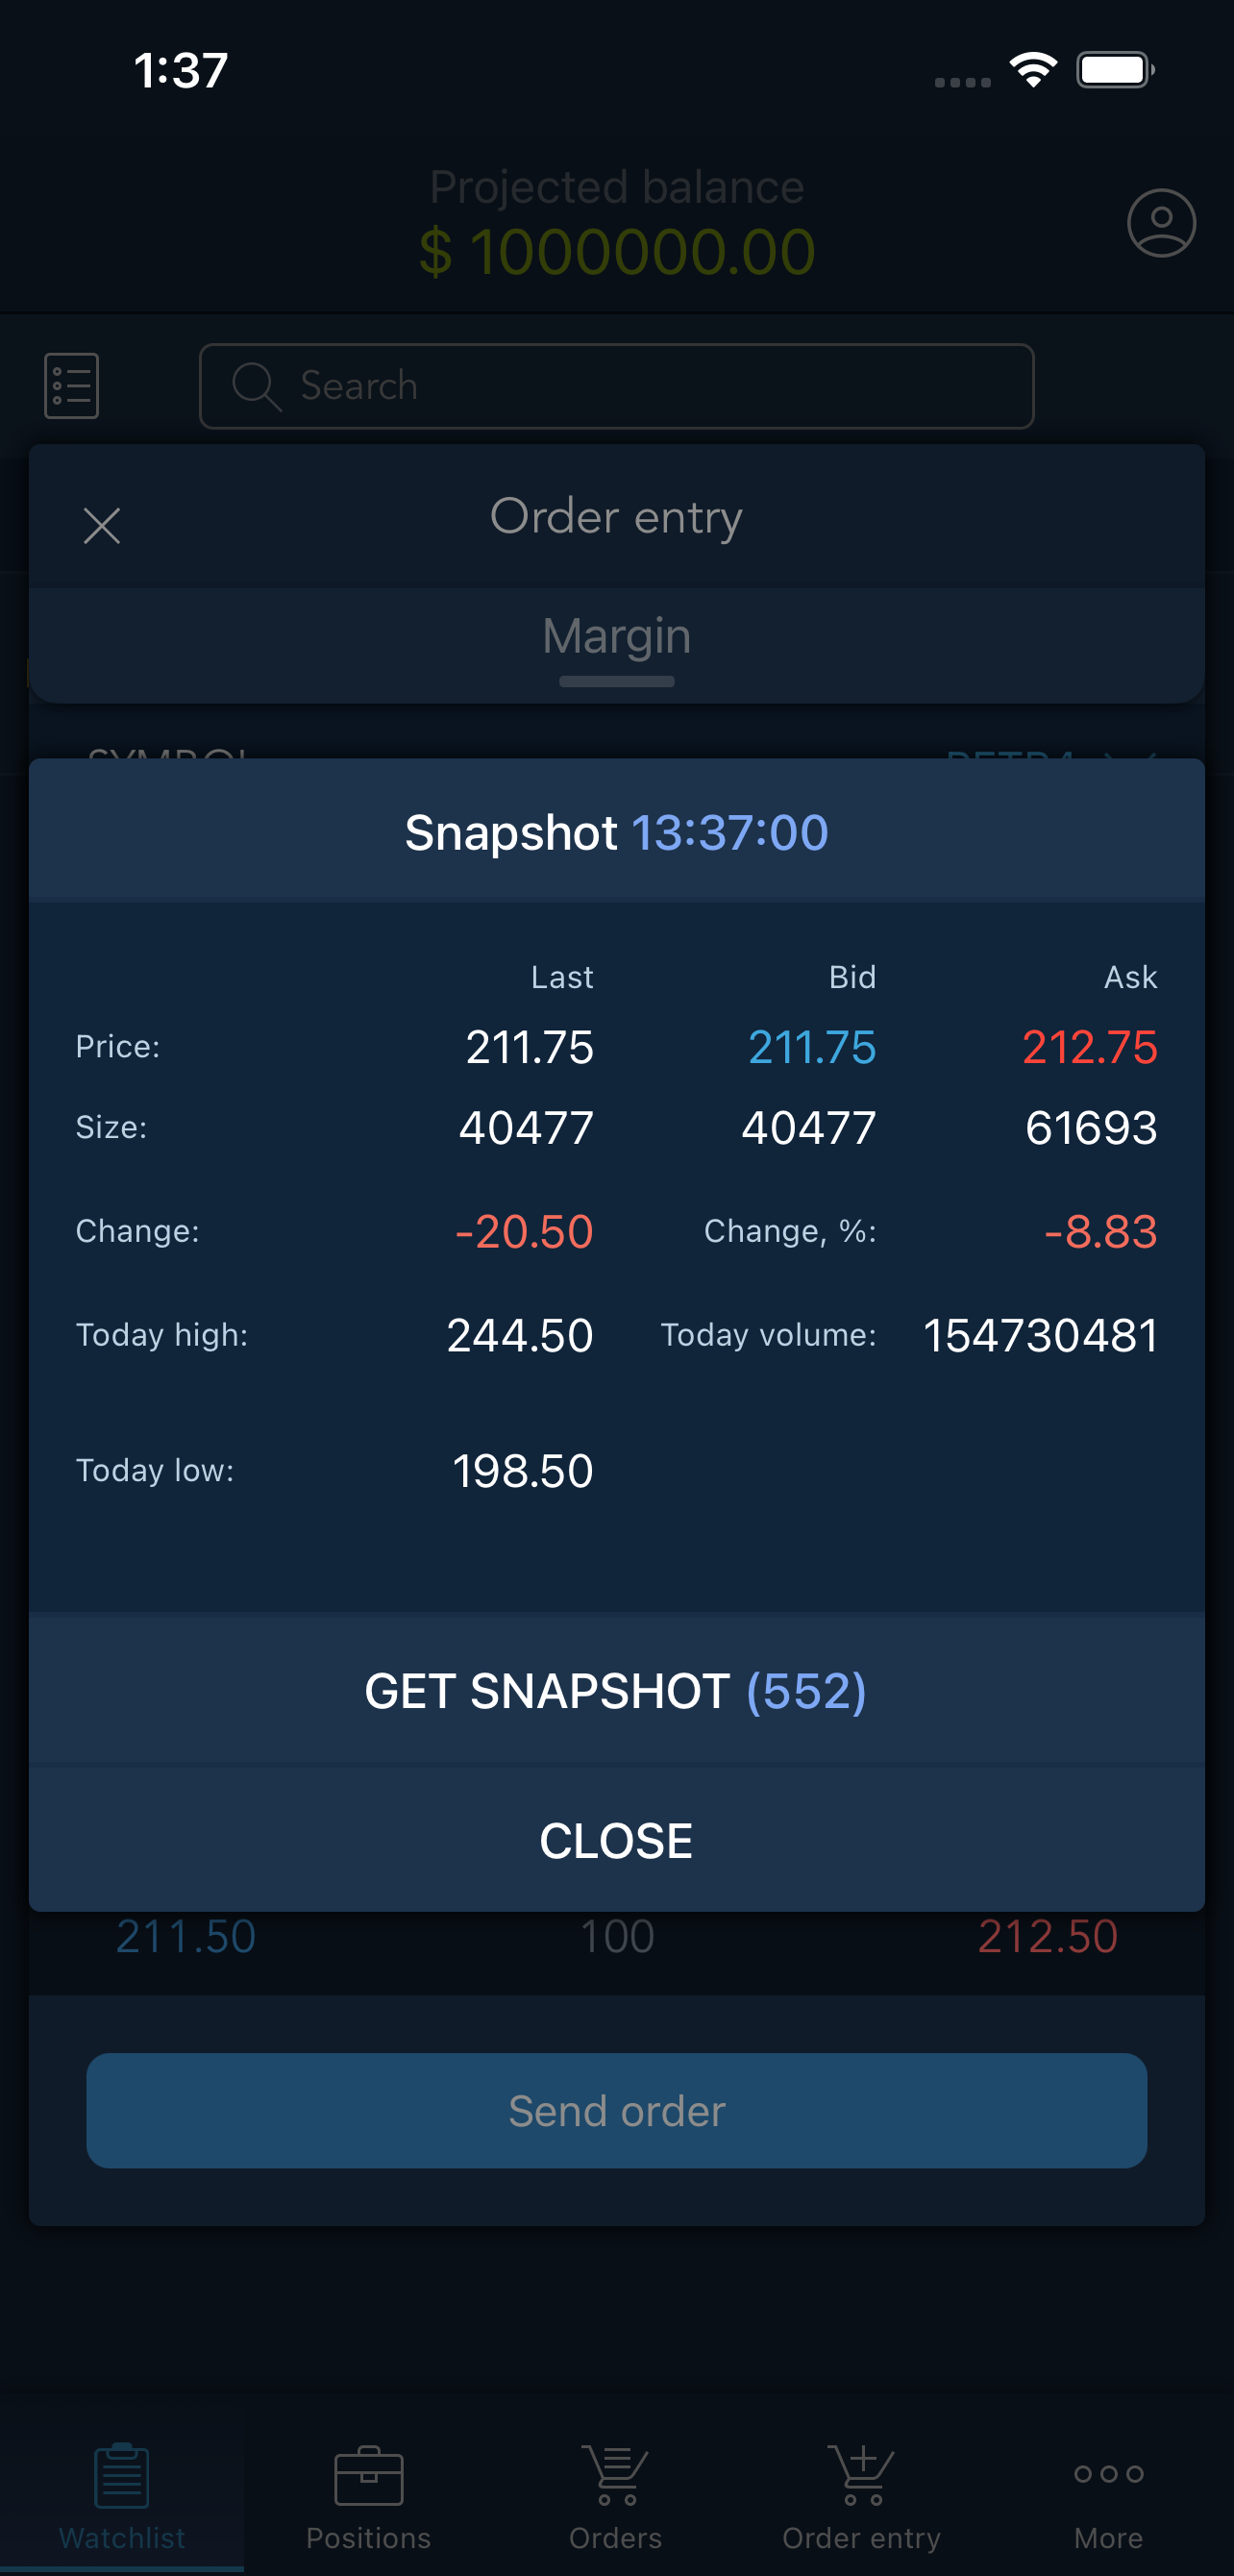 1:37
Projected balance
$ 1000000.00
Search
Order entry
Margin
SYMBOL PETR4
Snapshot 13:37:00
Last Bid Ask
Price: 211.75 211.75 212.75
Size: 40477 40477 61693
Change: -20.50 Change, %: -8.83
Today high: 244.50 Today volume: 154730481
Today low: 198.50
GET SNAPSHOT (552)
CLOSE
211.50 100 212.50
Send order
Watchlist Positions Orders Order entry More